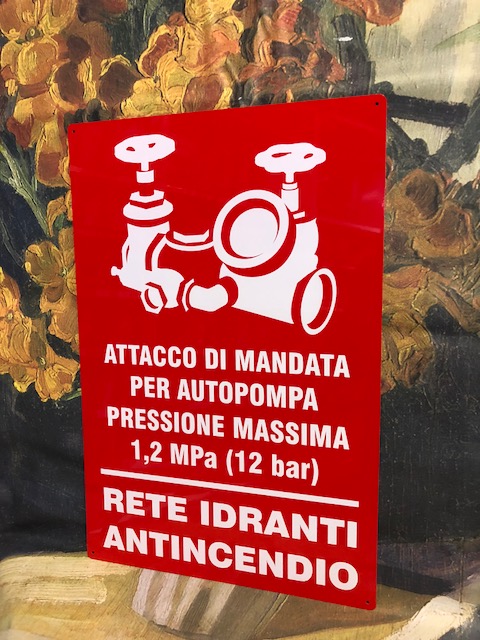 ATTACCO DI MANDATA
PER AUTOPOMPA
PRESSIONE MASSIMA
1,2 MPa (12 bar)
RETE IDRANTI
ANTINCENDIO